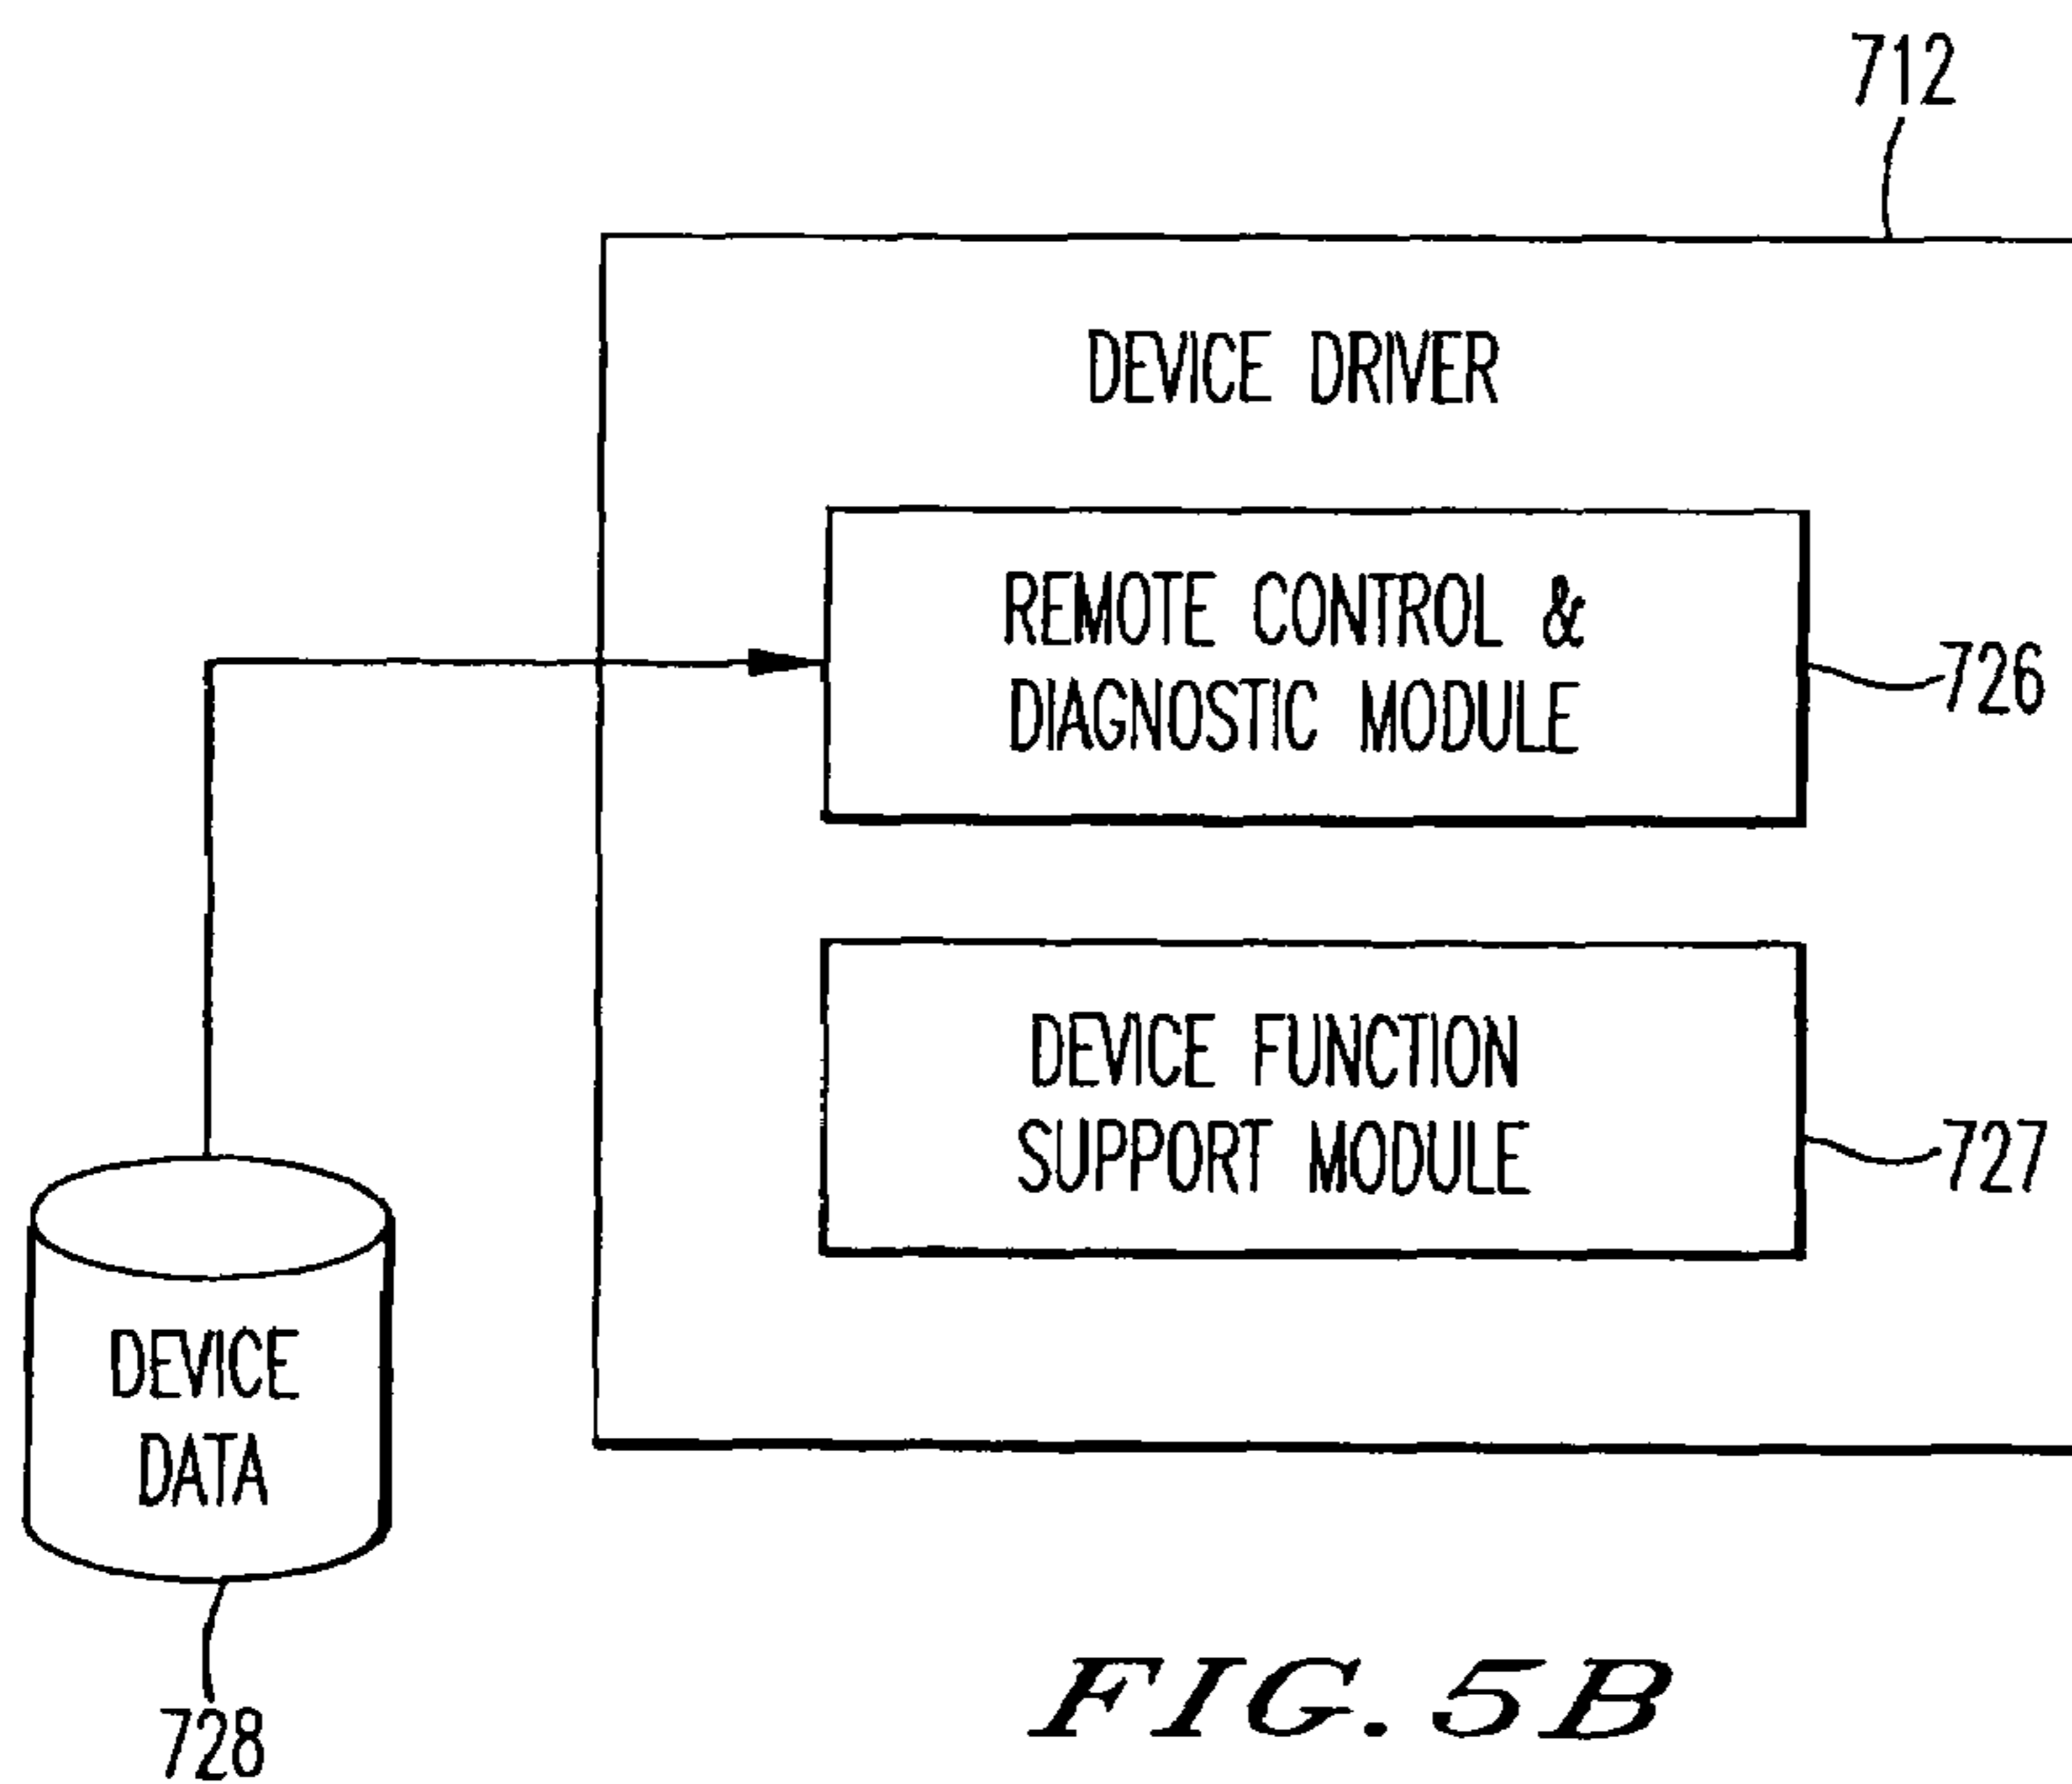 712
DEVICE DRIVER
REMOTE CONTROL &
DIAGNOSTIC MODULE
726
DEVICE FUNCTION
SUPPORT MODULE
727
DEVICE
DATA
728
FIG. 5B